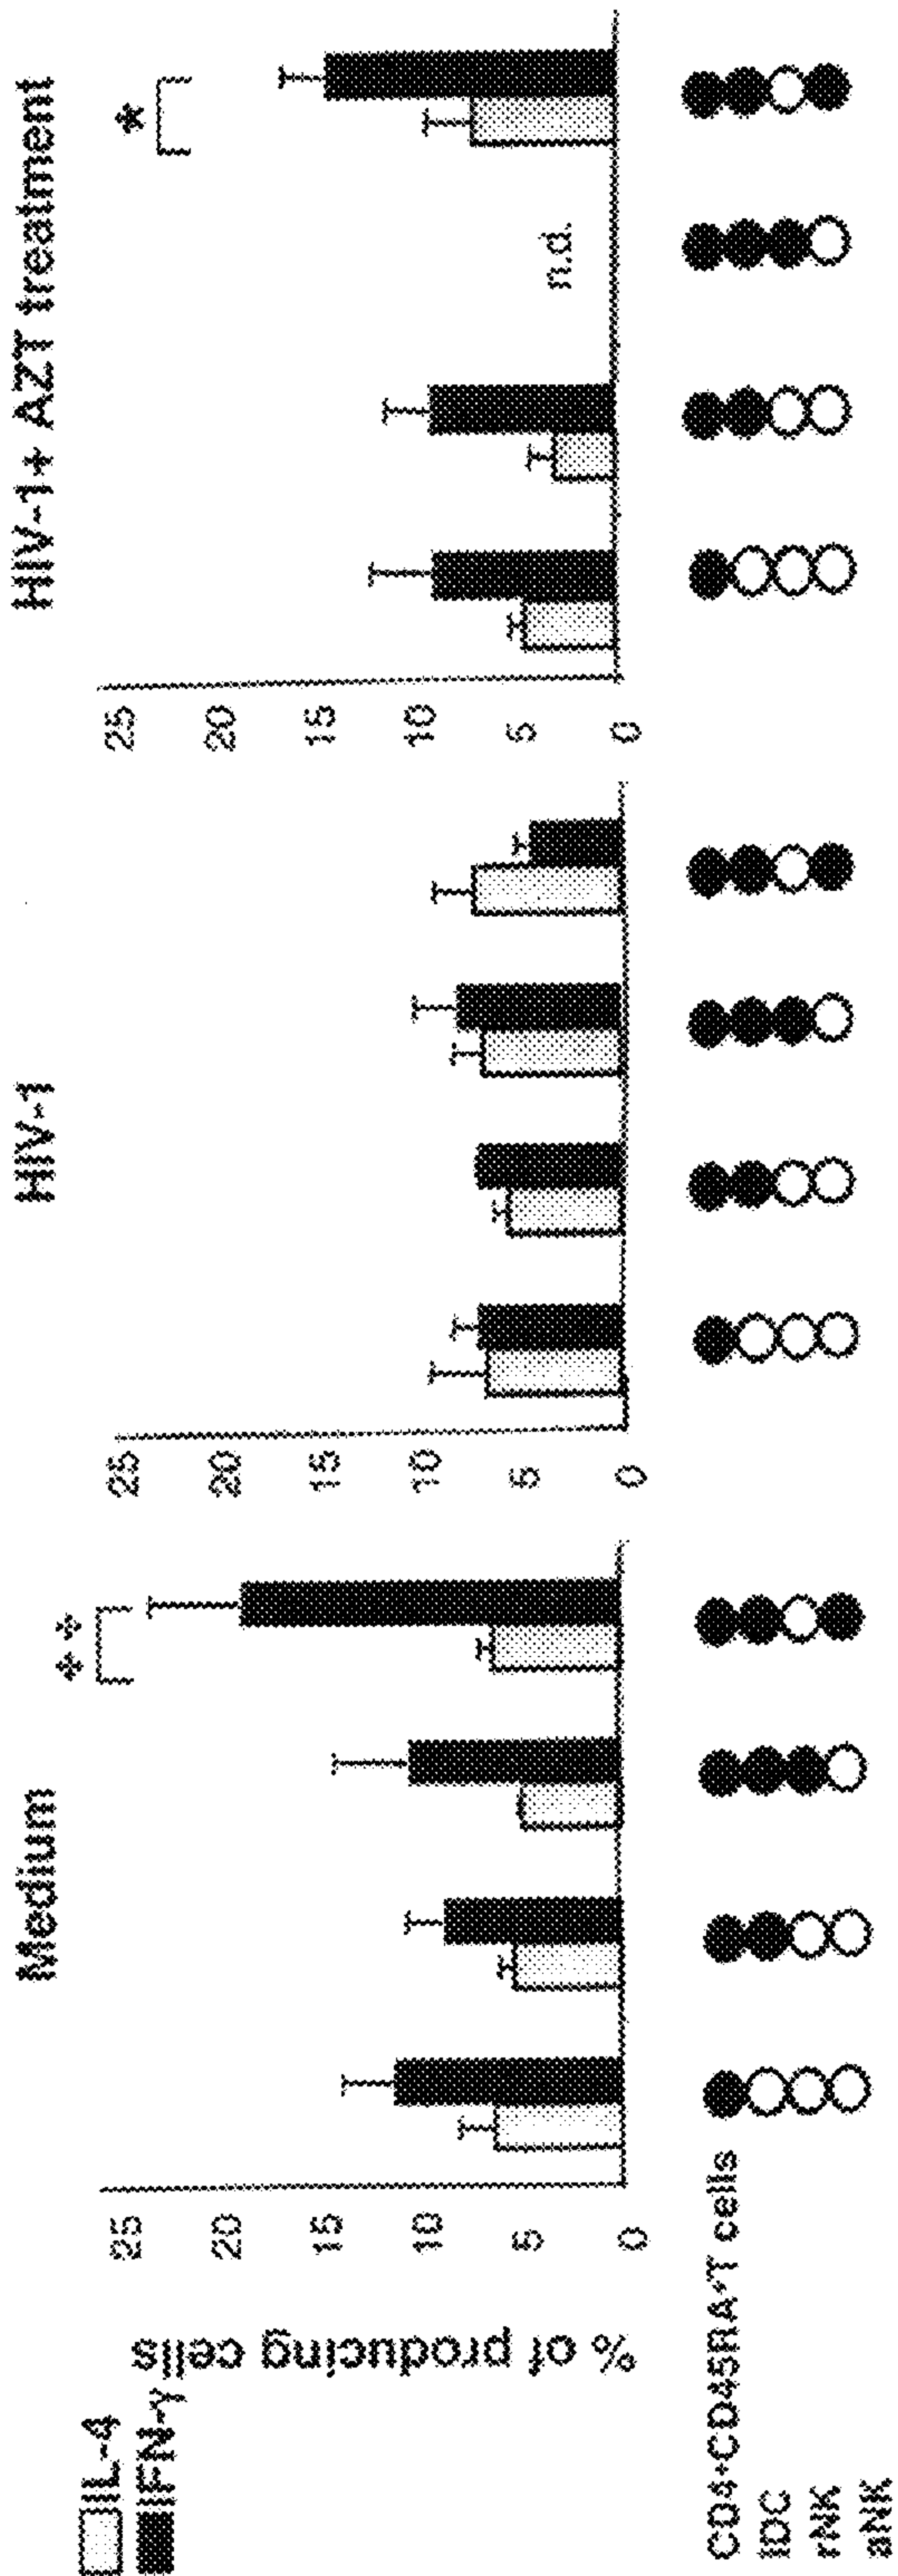 Medium
HIV-1
HIV-1+ AZT treatment
IL-4
IFN-γ
% of producing cells
25
20
15
10
5
0
**
25
20
15
10
5
0
25
20
15
10
5
0
*
n.d.
CD4+CD45RA+T cells
iDC
rNK
aNK